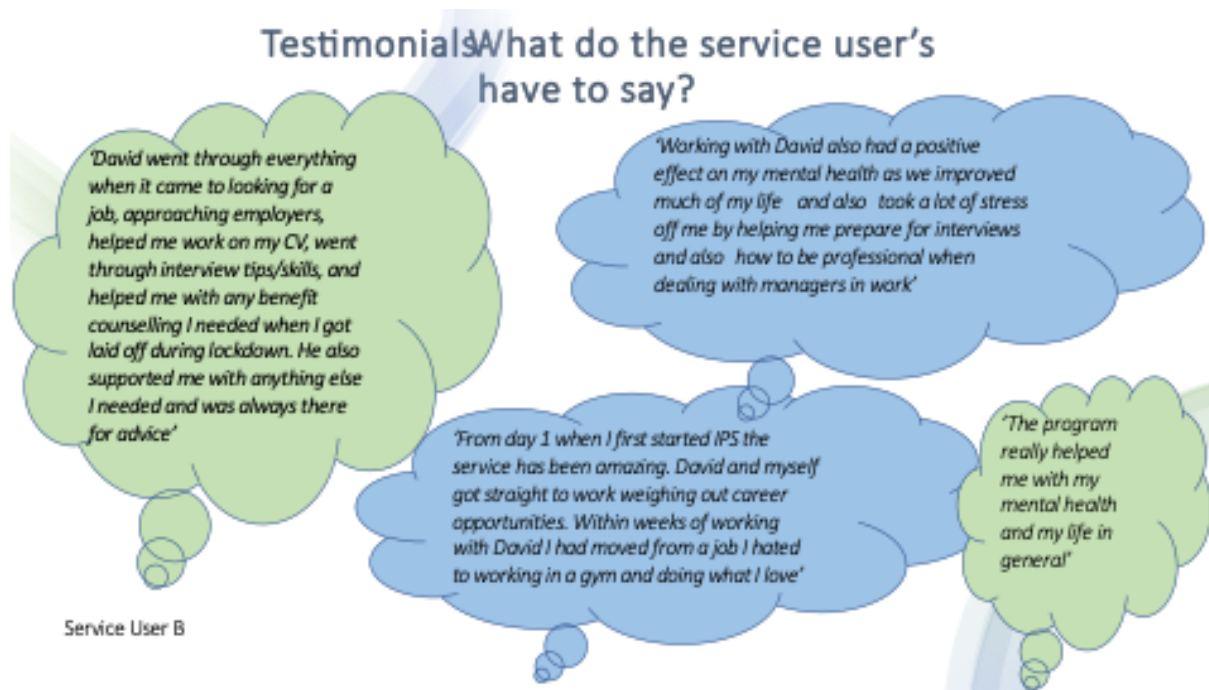 Testimonials What do the service user's
have to say?
'David went through everything
when it came to looking for a
job, approaching employers,
helped me work on my CV, went
through interview tips/skills, and
helped me with any benefit
counselling I needed when I got
laid off during lockdown. He also
supported me with anything else
I needed and was always there
for advice'
Service User B
'Working with David also had a positive
effect on my mental health as we improved
much of my life and also took a lot of stress
off me by helping me prepare for interviews
and also how to be professional when
dealing with managers in work'
'From day 1 when I first started IPS the
service has been amazing. David and myself
got straight to work weighing out career
opportunities. Within weeks of working
with David I had moved from a job I hated
to working in a gym and doing what I love'
'The program
really helped
me with my
mental health
and my life in
general'